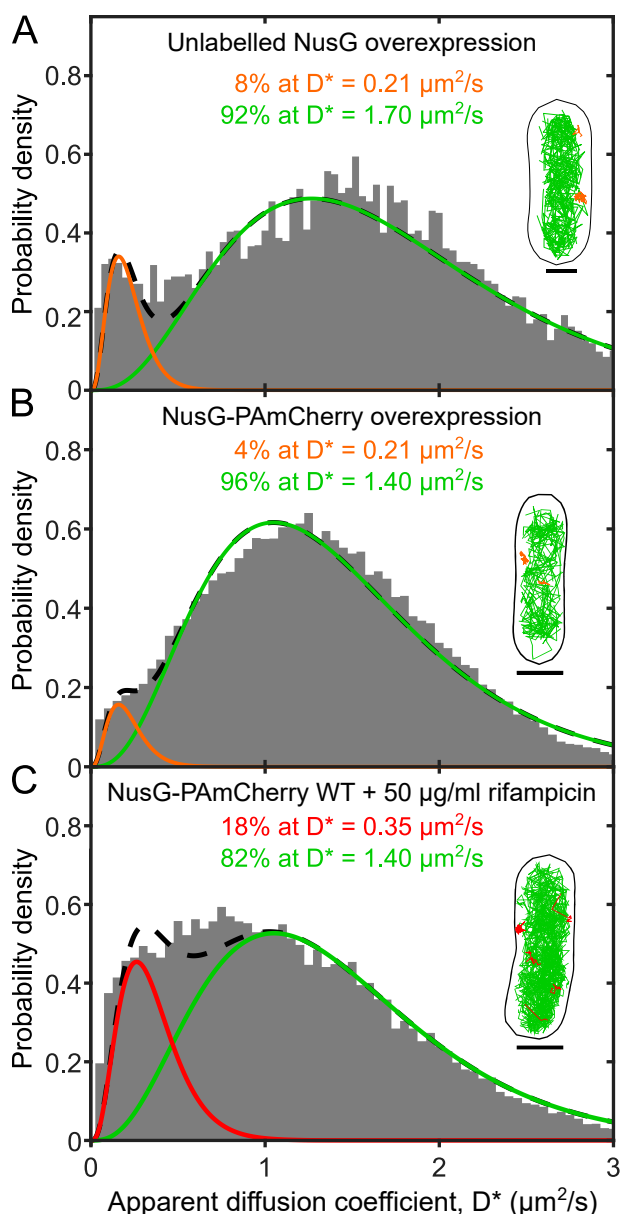 A
Unlabelled NusG overexpression
8% at D* = 0.21 µm²/s
92% at D* = 1.70 µm²/s
Probability density
0.8
0.6
0.4
0.2
0
B
NusG-PAmCherry overexpression
4% at D* = 0.21 µm²/s
96% at D* = 1.40 µm²/s
Probability density
0.8
0.6
0.4
0.2
0
C
NusG-PAmCherry WT + 50 µg/ml rifampicin
18% at D* = 0.35 µm²/s
82% at D* = 1.40 µm²/s
Probability density
0.8
0.6
0.4
0.2
0
0 1 2 3
Apparent diffusion coefficient, D* (µm²/s)